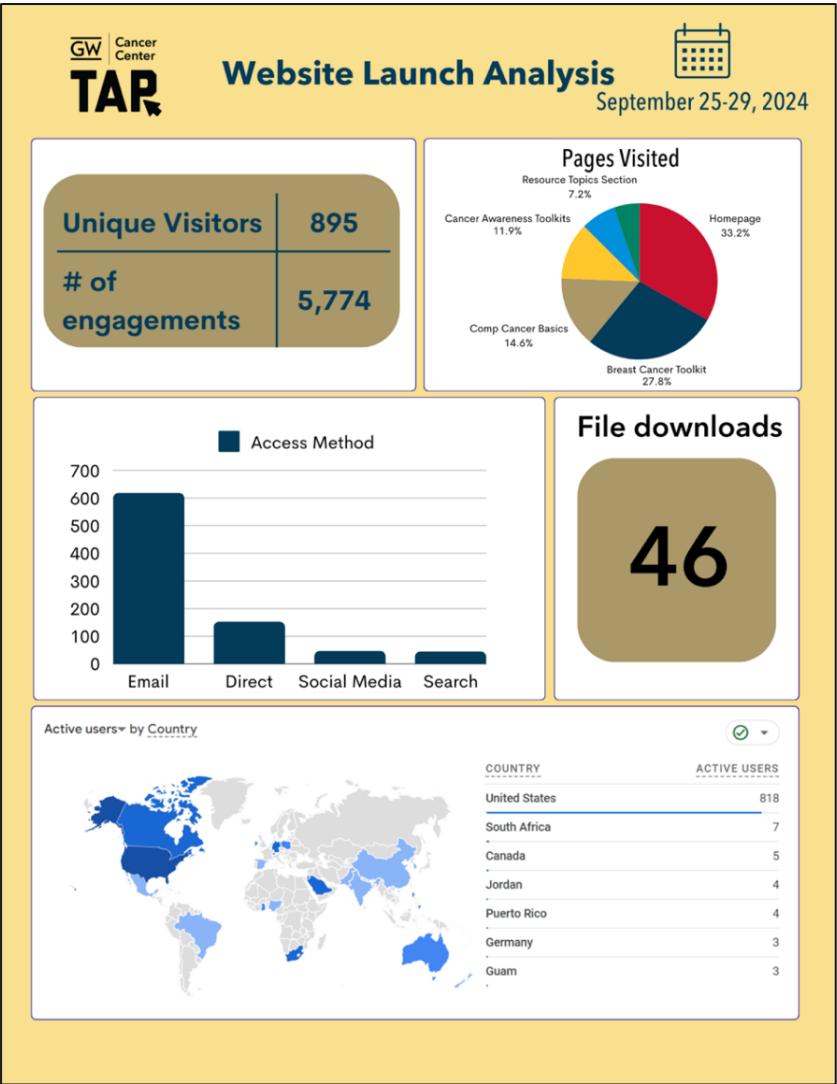 GW
Cancer
Center
TAP
Website Launch Analysis
September 25-29, 2024
Unique Visitors 895
# of
engagements
5,774
Pages Visited
Resource Topics Section
7.2%
Cancer Awareness Toolkits
11.9%
Homepage
33.2%
Comp Cancer Basics
14.6%
Breast Cancer Toolkit
27.8%
Access Method
700
600
500
400
300
200
100
0
Email Direct Social Media Search
File downloads
46
Active users by Country
COUNTRY ACTIVE USERS
United States 818
South Africa 7
Canada 5
Jordan 4
Puerto Rico 4
Germany 3
Guam 3